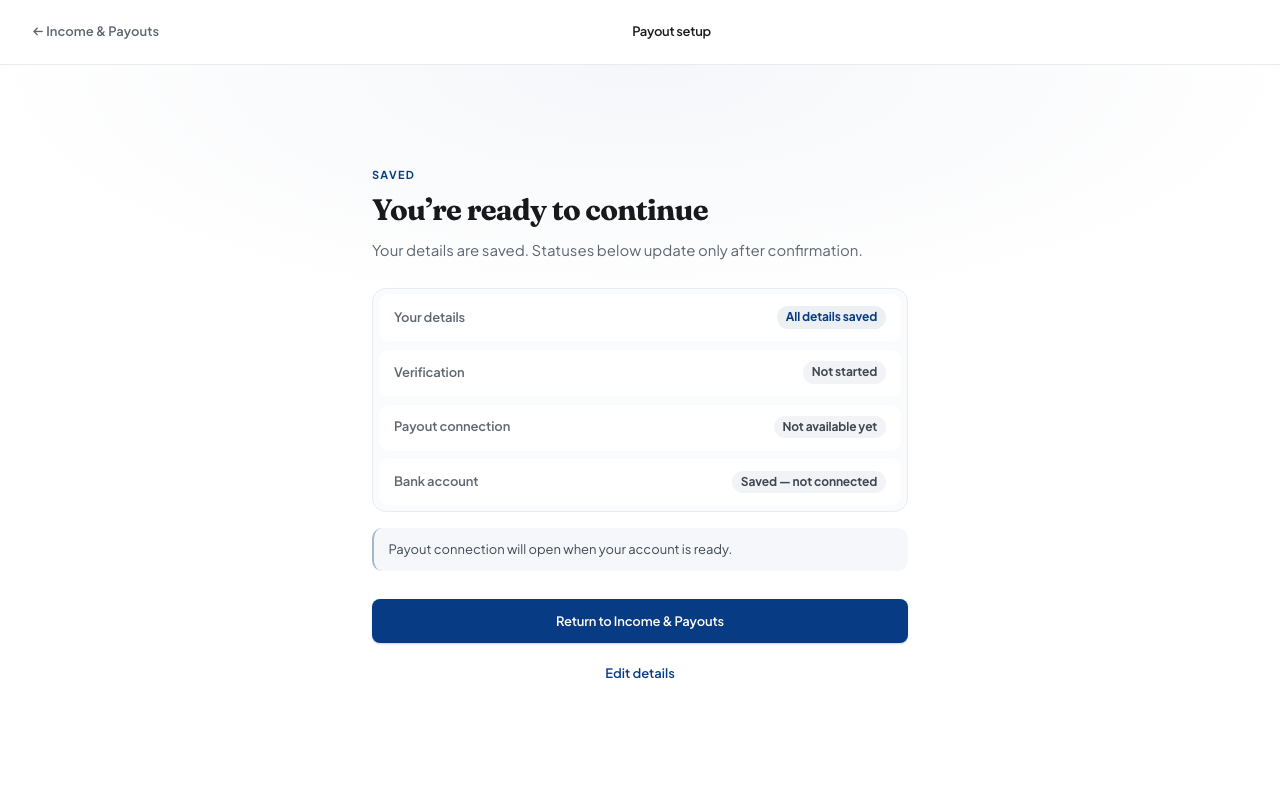 ← Income & Payouts
Payout setup
SAVED
You’re ready to continue
Your details are saved. Statuses below update only after confirmation.
Your details
All details saved
Verification
Not started
Payout connection
Not available yet
Bank account
Saved — not connected
Payout connection will open when your account is ready.
Return to Income & Payouts
Edit details